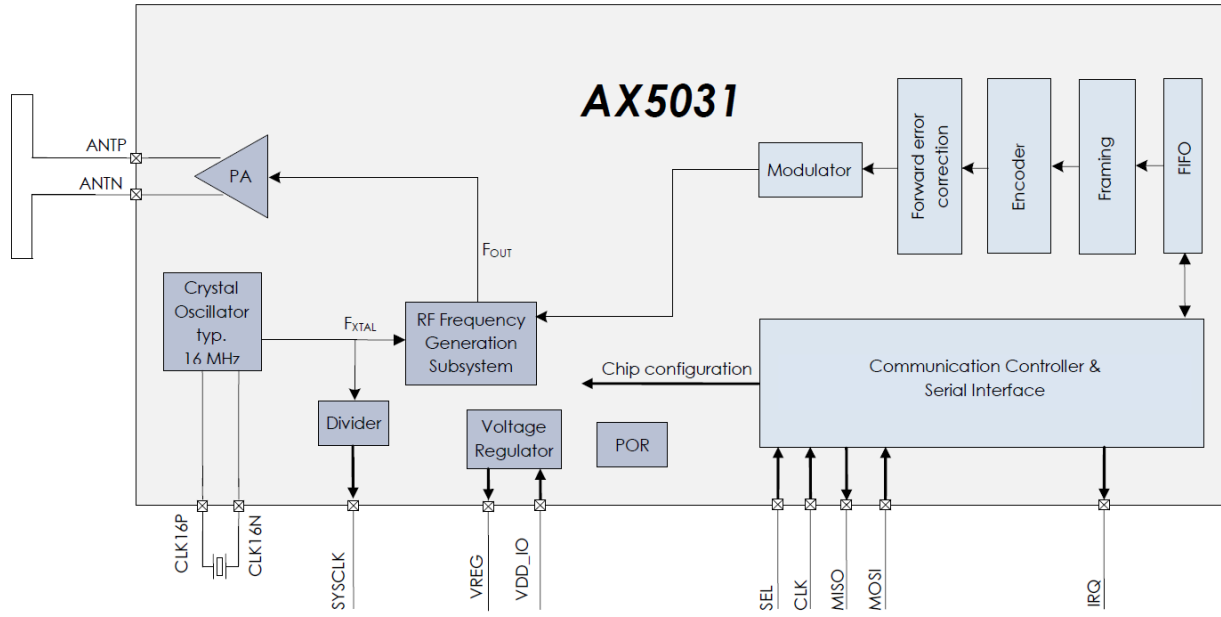 AX5031
ANTP
ANTN
PA
Modulator
Forward error
correction
Encoder
Framing
FIFO
F_OUT
Crystal
Oscillator
typ.
16 MHz
F_XTAL
RF Frequency
Generation
Subsystem
Chip configuration
Communication Controller &
Serial Interface
Divider
Voltage
Regulator
POR
CLK16P
CLK16N
SYSCLK
VREG
VDD_IO
SEL
CLK
MISO
MOSI
IRQ